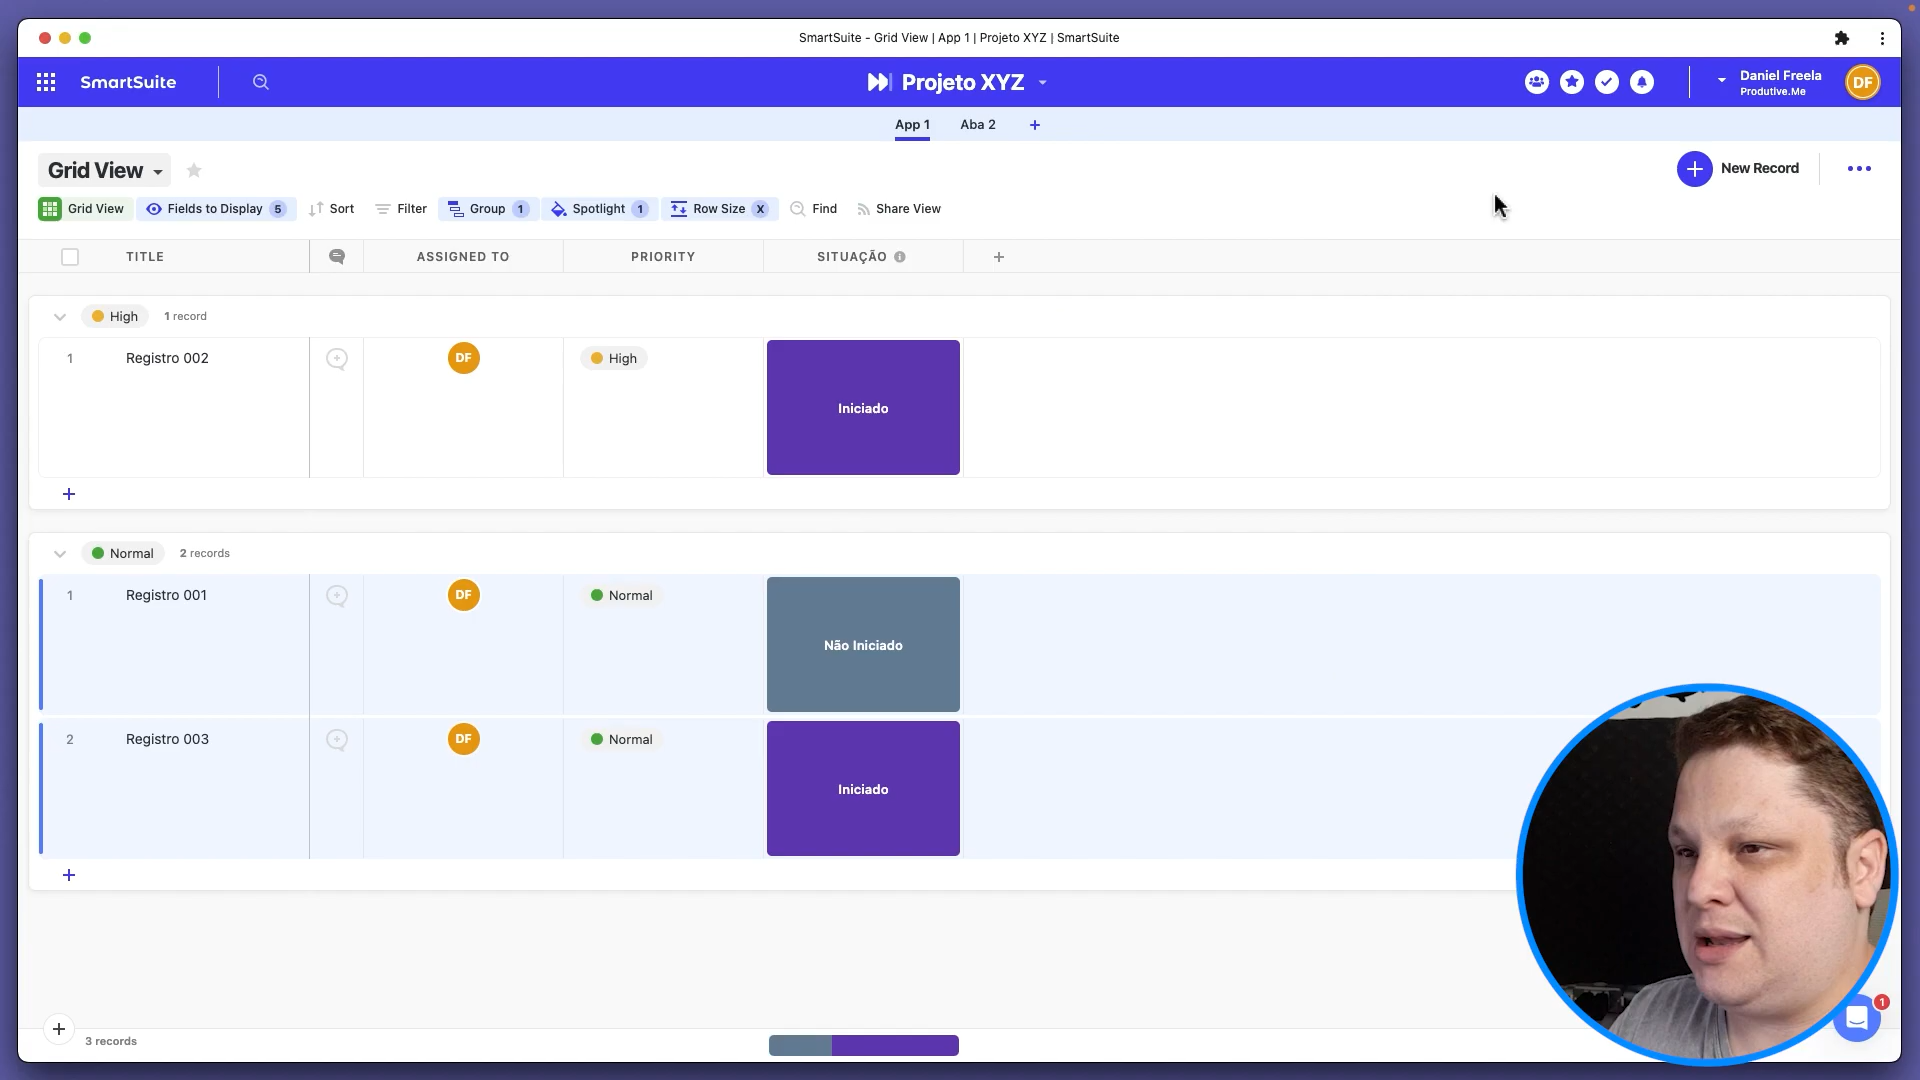 SmartSuite - Grid View | App 1 | Projeto XYZ | SmartSuite
SmartSuite
Projeto XYZ
Daniel Freela
Produtive.Me
DF
App 1 Aba 2 +
Grid View
New Record
Grid View Fields to Display 5 Sort Filter Group 1 Spotlight 1 Row Size X Find Share View
TITLE ASSIGNED TO PRIORITY SITUAÇÃO +
High 1 record
1 Registro 002 DF High Iniciado
+
Normal 2 records
1 Registro 001 DF Normal Não Iniciado
2 Registro 003 DF Normal Iniciado
+
1
+ 3 records